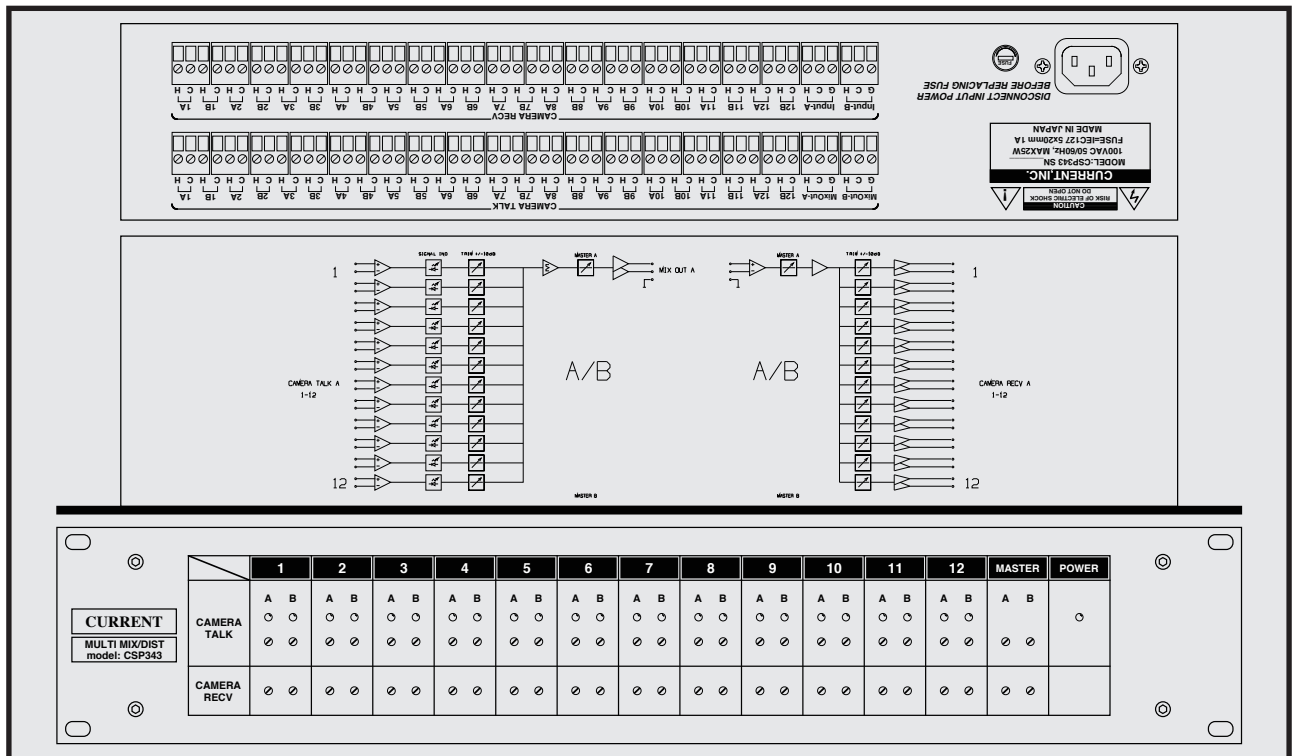 H C H C H C H C H C H C H C H C H C H C H C H C H C H C H C H C H C H C H C H C H C H C H C H C H C G H C G
1A 1B 2A 2B 3A 3B 4A 4B 5A 5B 6A 6B 7A 7B 8A 8B 9A 9B 10A 10B 11A 11B 12A 12B Input-A Input-B
CAMERA RECV
H C H C H C H C H C H C H C H C H C H C H C H C H C H C H C H C H C H C H C H C H C H C H C H C H C G H C G
1A 1B 2A 2B 3A 3B 4A 4B 5A 5B 6A 6B 7A 7B 8A 8B 9A 9B 10A 10B 11A 11B 12A 12B MixOut-A MixOut-B
CAMERA TALK
FUSE
DISCONNECT INPUT POWER
BEFORE REPLACING FUSE
CAUTION
RISK OF ELECTRIC SHOCK
DO NOT OPEN
CURRENT,INC.
MODEL:CSP343 SN
100VAC 50/60Hz, MAX25W
FUSE=IEC127 5x20mm 1A
MADE IN JAPAN
SIGNAL IND TRIM +/-10dB MASTER A MASTER A TRIM +/-10dB
1 MIX OUT A 1
A/B A/B
CAMERA TALK A
1-12
CAMERA RECV A
1-12
12 12
MASTER B MASTER B
1 2 3 4 5 6 7 8 9 10 11 12 MASTER POWER
A B A B A B A B A B A B A B A B A B A B A B A B A B
CURRENT
MULTI MIX/DIST
model: CSP343
CAMERA
TALK
CAMERA
RECV